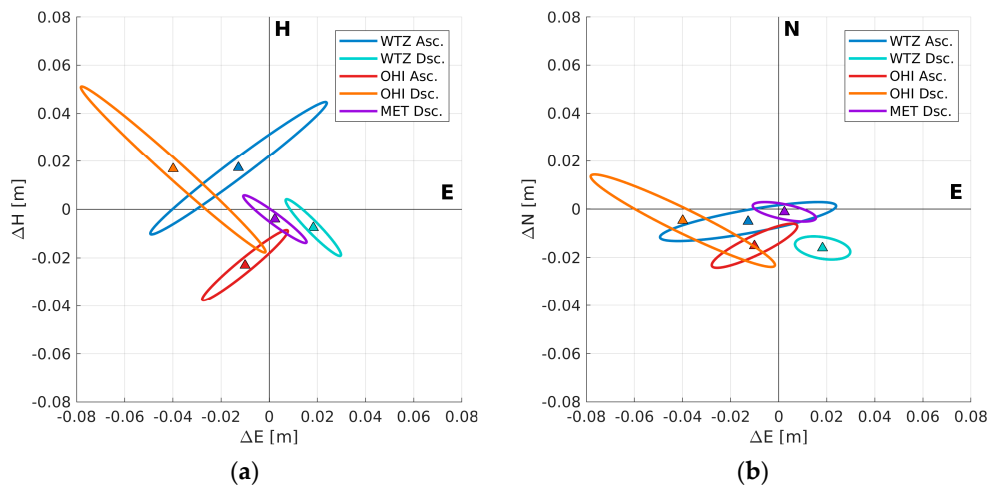 H
E
WTZ Asc.
WTZ Dsc.
OHI Asc.
OHI Dsc.
MET Dsc.
0.08
0.06
0.04
0.02
0
-0.02
-0.04
-0.06
-0.08
ΔH [m]
-0.08 -0.06 -0.04 -0.02 0 0.02 0.04 0.06 0.08
ΔE [m]
(a)
N
E
WTZ Asc.
WTZ Dsc.
OHI Asc.
OHI Dsc.
MET Dsc.
0.08
0.06
0.04
0.02
0
-0.02
-0.04
-0.06
-0.08
ΔN [m]
-0.08 -0.06 -0.04 -0.02 0 0.02 0.04 0.06 0.08
ΔE [m]
(b)